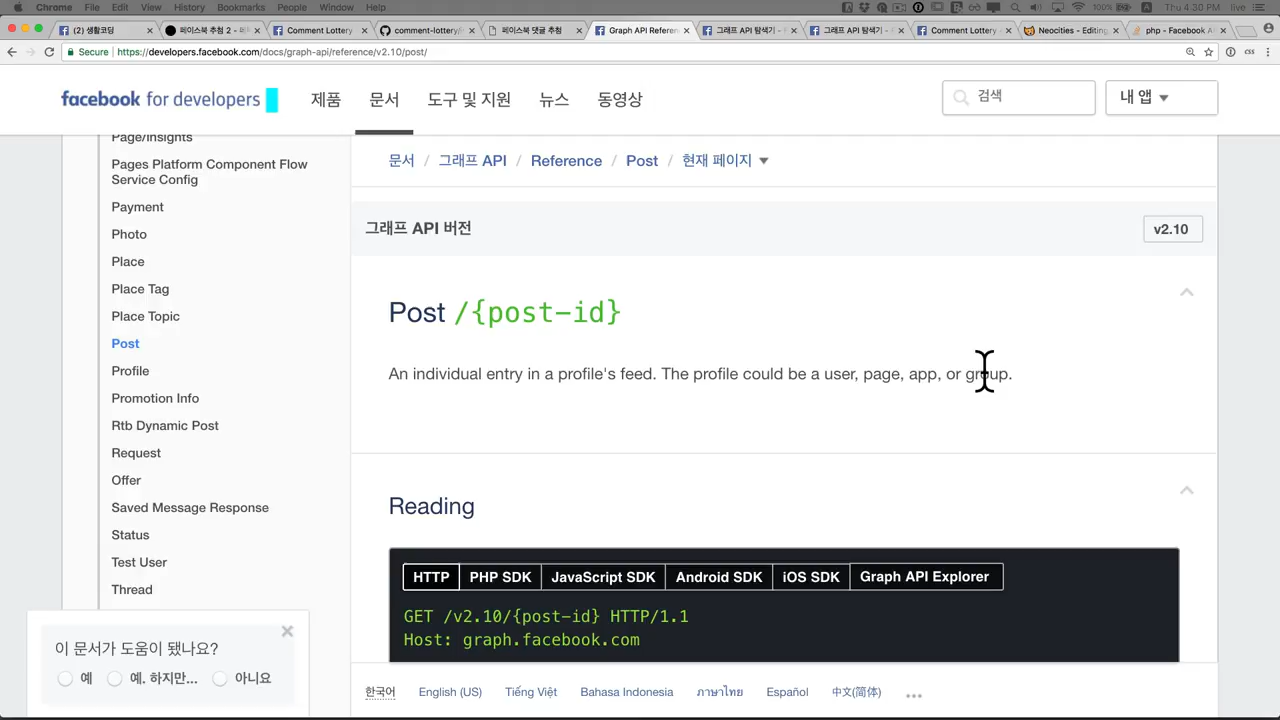 Chrome File Edit View History Bookmarks People Window Help 100% Thu 4:30 PM live
(2) 생활코딩
페이스북 추첨 2 - 페
Comment Lottery
comment-lottery/
페이스북 댓글 추첨
Graph API Referen
그래프 API 탐색기 - F
그래프 API 탐색기 - F
Comment Lottery
Neocities - Editing
php - Facebook A
Secure https://developers.facebook.com/docs/graph-api/reference/v2.10/post/
facebook for developers
제품 문서 도구 및 지원 뉴스 동영상
검색
내 앱
Page/Insights
Pages Platform Component Flow
Service Config
Payment
Photo
Place
Place Tag
Place Topic
Post
Profile
Promotion Info
Rtb Dynamic Post
Request
Offer
Saved Message Response
Status
Test User
Thread
문서 / 그래프 API / Reference / Post / 현재 페이지
그래프 API 버전
v2.10
Post /{post-id}
An individual entry in a profile's feed. The profile could be a user, page, app, or group.
Reading
HTTP PHP SDK JavaScript SDK Android SDK iOS SDK Graph API Explorer
GET /v2.10/{post-id} HTTP/1.1
Host: graph.facebook.com
이 문서가 도움이 됐나요?
예 예. 하지만... 아니요
한국어 English (US) Tiếng Việt Bahasa Indonesia ภาษาไทย Español 中文(简体)